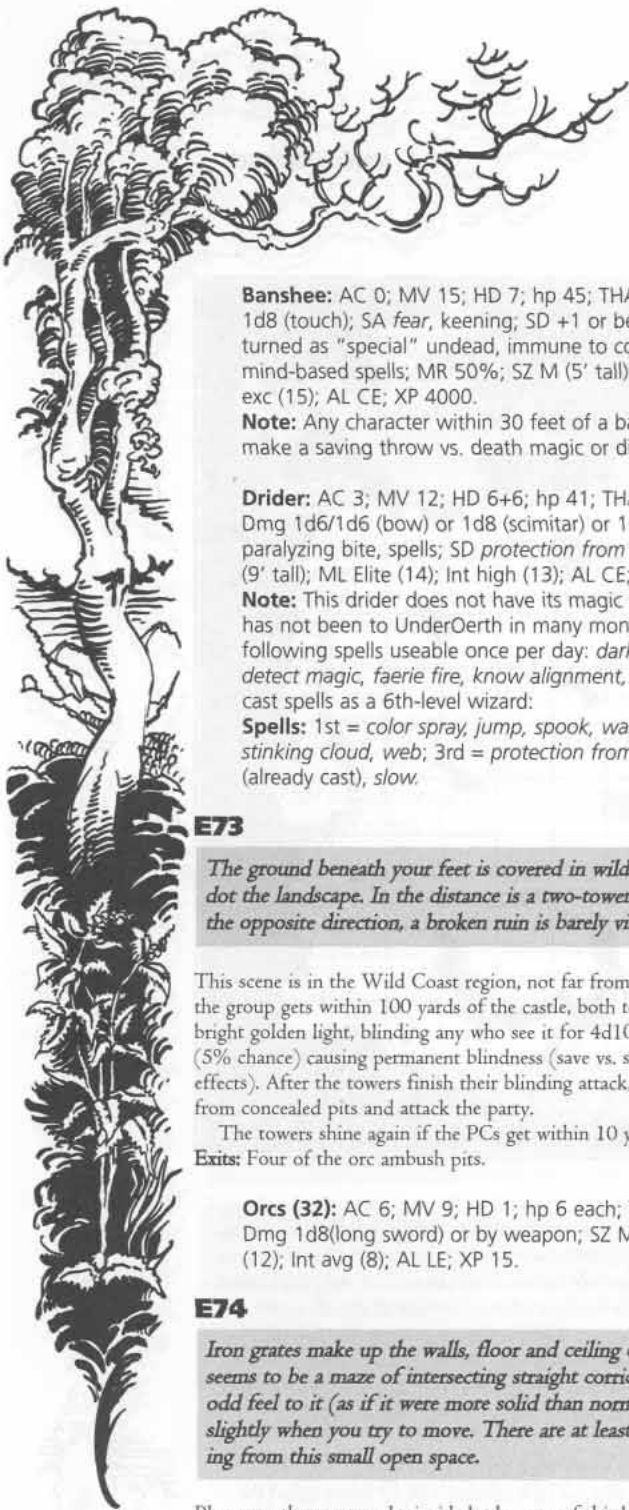 Banshee: AC 0; MV 15; HD 7; hp 45; THA
1d8 (touch); SA fear, keening; SD +1 or be
turned as "special" undead, immune to co
mind-based spells; MR 50%; SZ M (5' tall)
exc (15); AL CE; XP 4000.
Note: Any character within 30 feet of a ba
make a saving throw vs. death magic or di
Drider: AC 3; MV 12; HD 6+6; hp 41; THA
Dmg 1d6/1d6 (bow) or 1d8 (scimitar) or 1
paralyzing bite, spells; SD protection from
(9' tall); ML Elite (14); Int high (13); AL CE;
Note: This drider does not have its magic
has not been to UnderOerth in many mon
following spells useable once per day: dark
detect magic, faerie fire, know alignment,
cast spells as a 6th-level wizard:
Spells: 1st = color spray, jump, spook, wa
stinking cloud, web; 3rd = protection from
(already cast), slow.
E73
The ground beneath your feet is covered in wild
dot the landscape. In the distance is a two-tower
the opposite direction, a broken ruin is barely vi
This scene is in the Wild Coast region, not far from
the group gets within 100 yards of the castle, both t
bright golden light, blinding any who see it for 4d10
(5% chance) causing permanent blindness (save vs. s
effects). After the towers finish their blinding attack,
from concealed pits and attack the party.
The towers shine again if the PCs get within 10 y
Exits: Four of the orc ambush pits.
Orcs (32): AC 6; MV 9; HD 1; hp 6 each;
Dmg 1d8(long sword) or by weapon; SZ M
(12); Int avg (8); AL LE; XP 15.
E74
Iron grates make up the walls, floor and ceiling
seems to be a maze of intersecting straight corri
odd feel to it (as if it were more solid than norm
slightly when you try to move. There are at least
ing from this small open space.